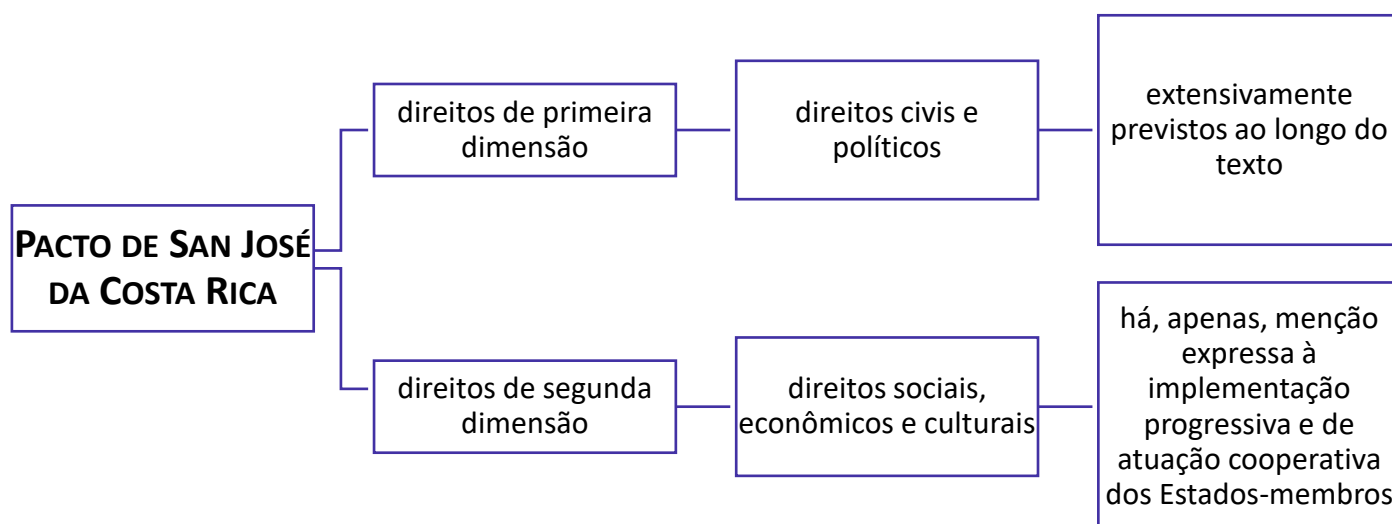 PACTO DE SAN JOSÉ
DA COSTA RICA
direitos de primeira
dimensão
direitos civis e
políticos
extensivamente
previstos ao longo do
texto
direitos de segunda
dimensão
direitos sociais,
econômicos e culturais
há, apenas, menção
expressa à
implementação
progressiva e de
atuação cooperativa
dos Estados-membros